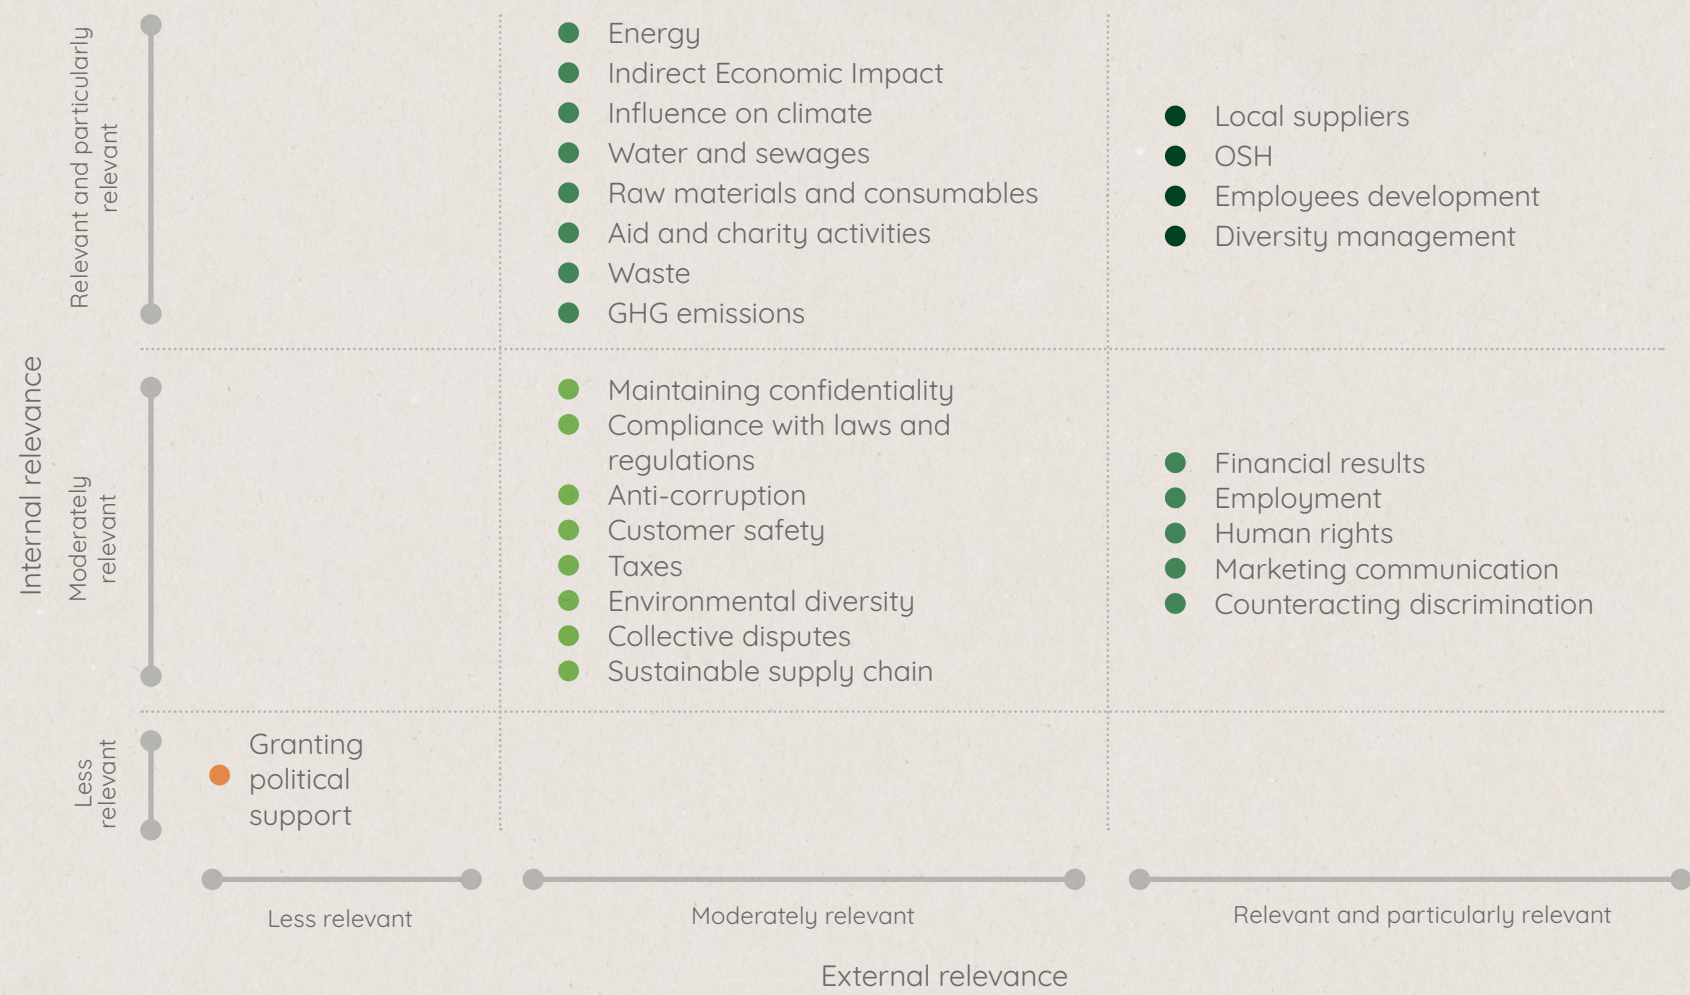 Relevant and particularly
relevant
Energy
Indirect Economic Impact
Influence on climate
Water and sewages
Raw materials and consumables
Aid and charity activities
Waste
GHG emissions
Local suppliers
OSH
Employees development
Diversity management
Internal relevance
Moderately
relevant
Maintaining confidentiality
Compliance with laws and
regulations
Anti-corruption
Customer safety
Taxes
Environmental diversity
Collective disputes
Sustainable supply chain
Financial results
Employment
Human rights
Marketing communication
Counteracting discrimination
Less
relevant
Granting
political
support
Less relevant
Moderately relevant
Relevant and particularly relevant
External relevance